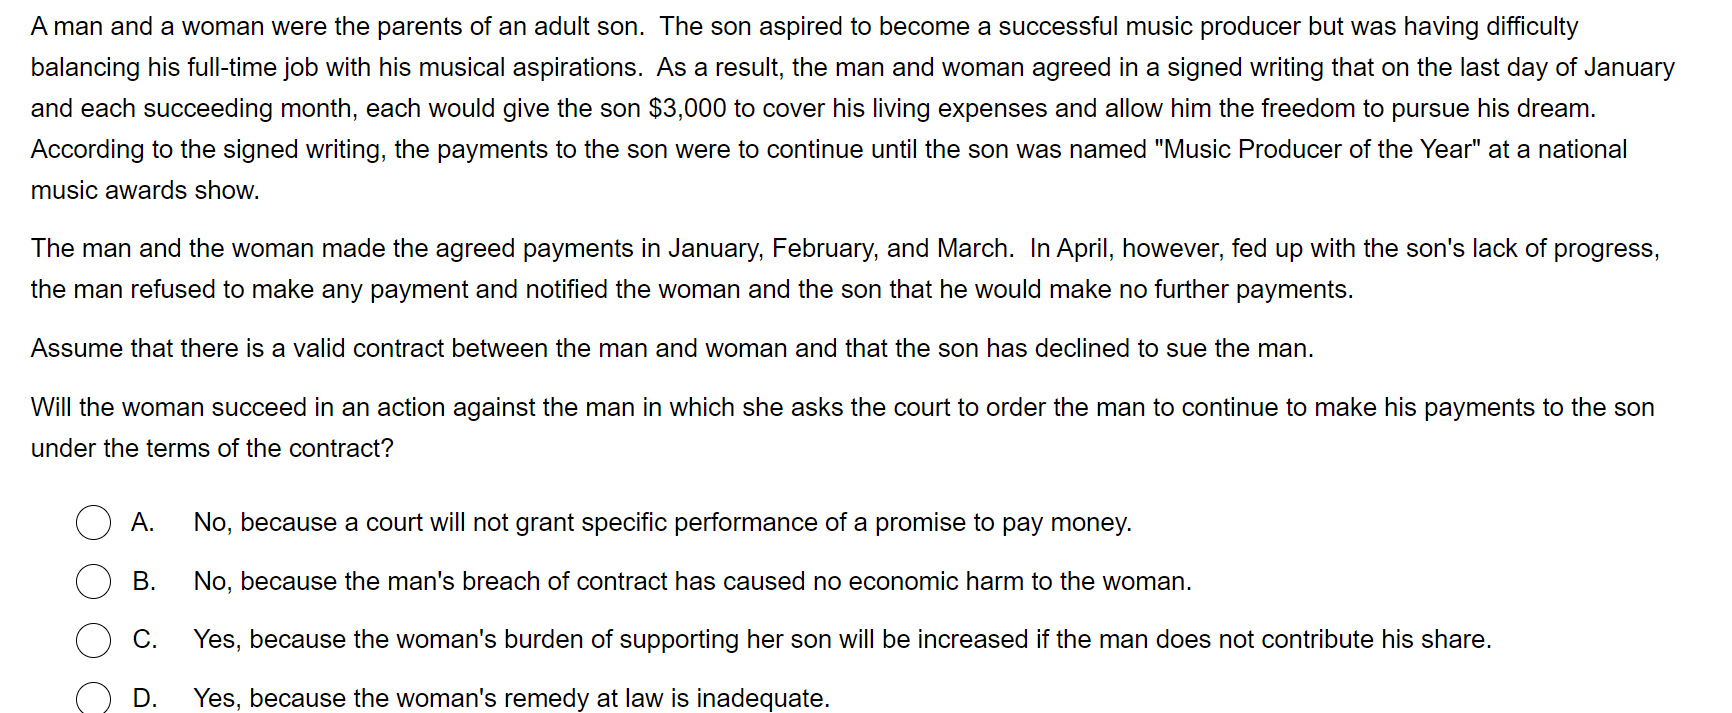 A man and a woman were the parents of an adult son.  The son aspired to become a successful music producer but was having difficulty
balancing his full-time job with his musical aspirations.  As a result, the man and woman agreed in a signed writing that on the last day of January
and each succeeding month, each would give the son $3,000 to cover his living expenses and allow him the freedom to pursue his dream.
According to the signed writing, the payments to the son were to continue until the son was named "Music Producer of the Year" at a national
music awards show.
The man and the woman made the agreed payments in January, February, and March.  In April, however, fed up with the son's lack of progress,
the man refused to make any payment and notified the woman and the son that he would make no further payments.
Assume that there is a valid contract between the man and woman and that the son has declined to sue the man.
Will the woman succeed in an action against the man in which she asks the court to order the man to continue to make his payments to the son
under the terms of the contract?
A. No, because a court will not grant specific performance of a promise to pay money.
B. No, because the man's breach of contract has caused no economic harm to the woman.
C. Yes, because the woman's burden of supporting her son will be increased if the man does not contribute his share.
D. Yes, because the woman's remedy at law is inadequate.